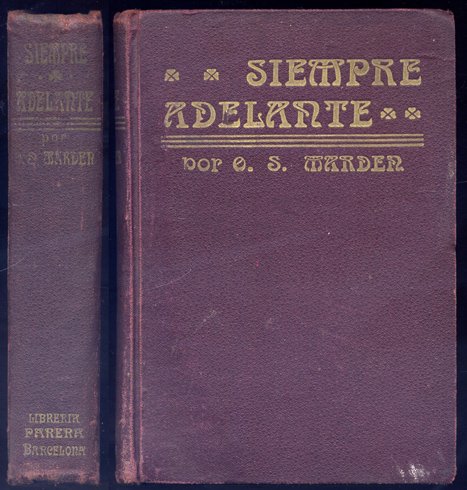 SIEMPRE
ADELANTE
por
O. S. MARDEN
LIBRERIA
PARERA
BARCELONA
SIEMPRE
ADELANTE
por O. S. MARDEN